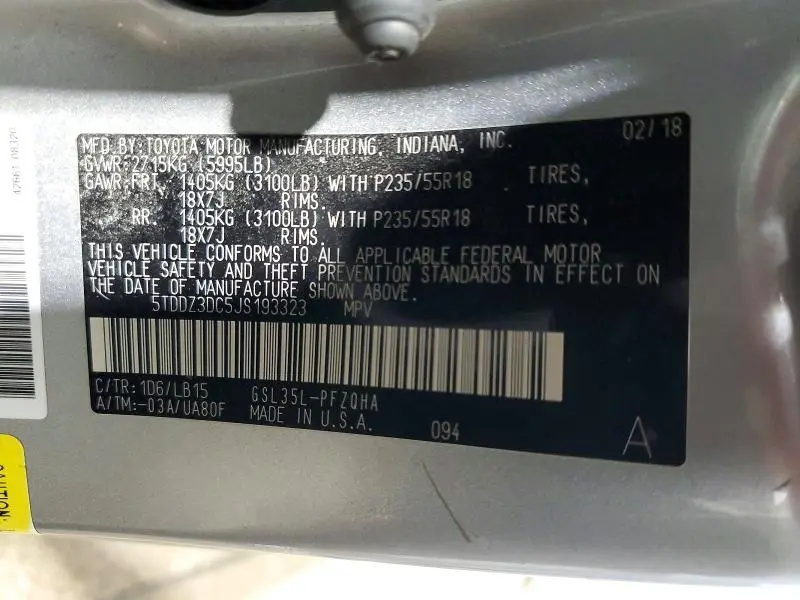 MFD. BY: TOYOTA MOTOR MANUFACTURING, INDIANA, INC. 02/18
GVWR: 2715KG (5995LB)
GAWR: FRT. 1405KG (3100LB) WITH P235/55R18 TIRES,
18X7J RIMS.
RR. 1405KG (3100LB) WITH P235/55R18 TIRES,
18X7J RIMS.
THIS VEHICLE CONFORMS TO ALL APPLICABLE FEDERAL MOTOR
VEHICLE SAFETY AND THEFT PREVENTION STANDARDS IN EFFECT ON
THE DATE OF MANUFACTURE SHOWN ABOVE.
5TDDZ3DC5JS193323 MPV
C/TR: 1D6/LB15 GSL35L-PFZQHA
A/TM: -03A/UA80F MADE IN U.S.A. 094
A
CAUTION: